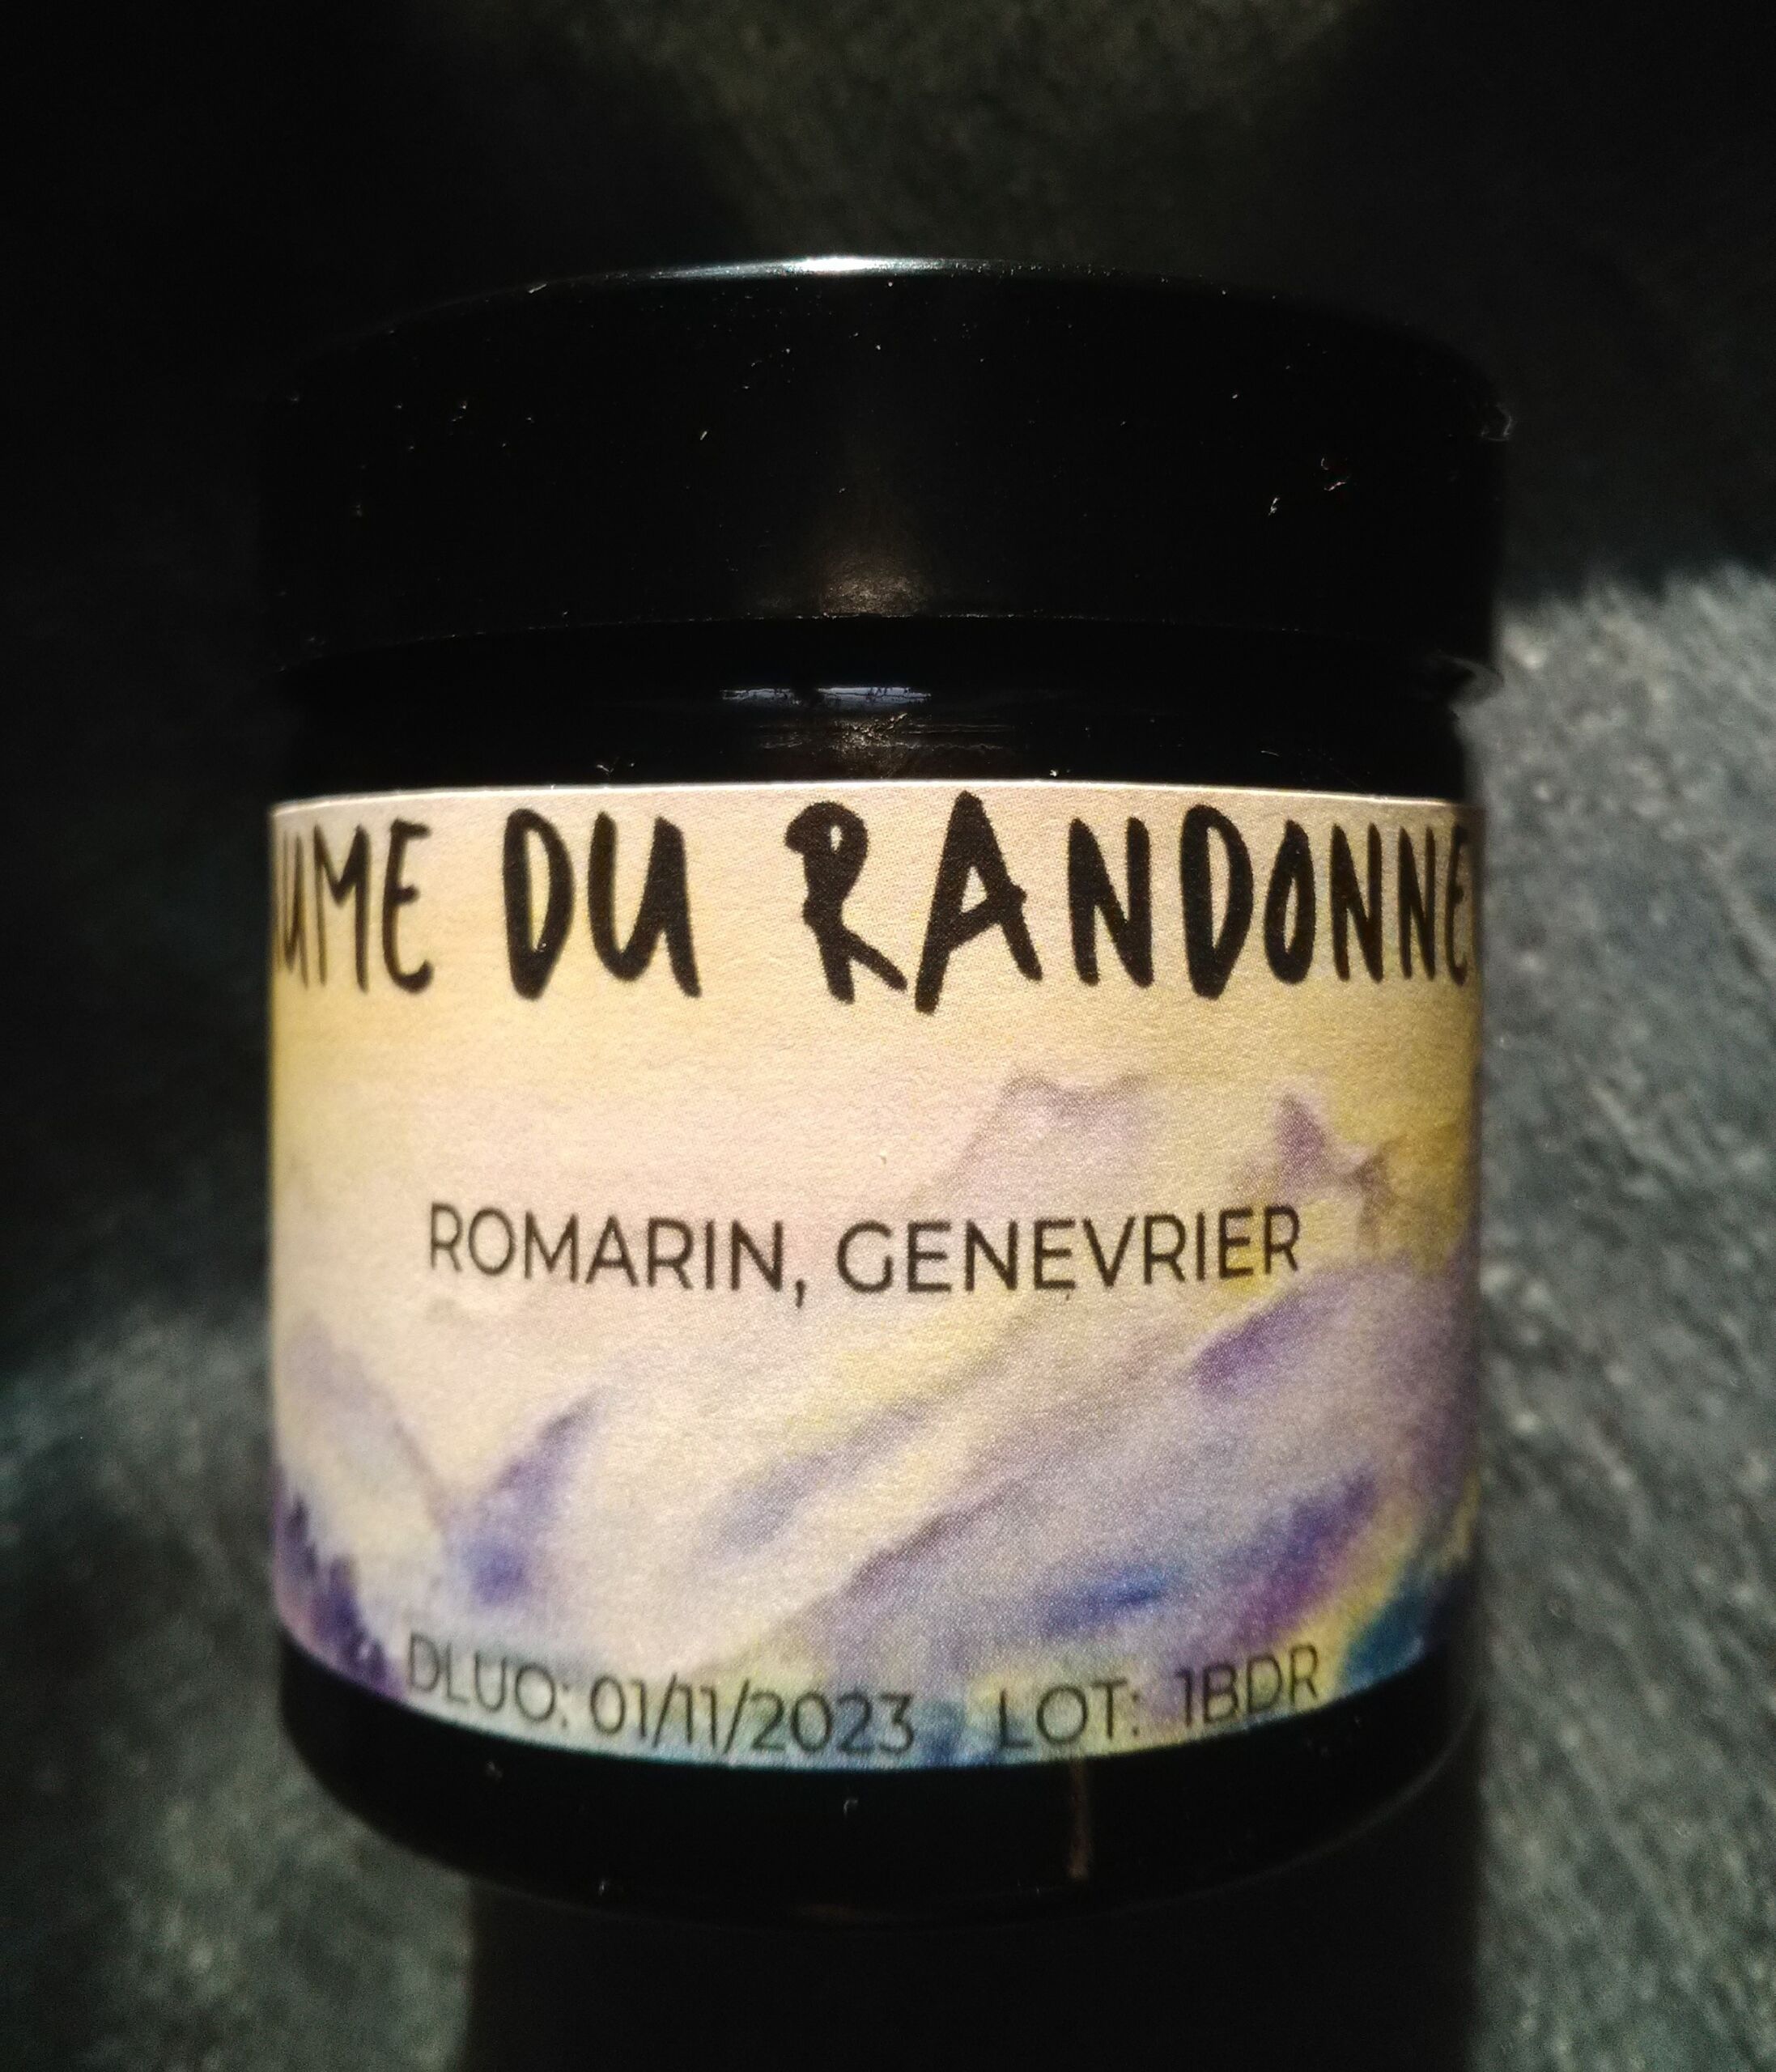 UME DU RANDONNE
ROMARIN, GENEVRIER
DLUO: 01/11/2023 LOT: 1BDR